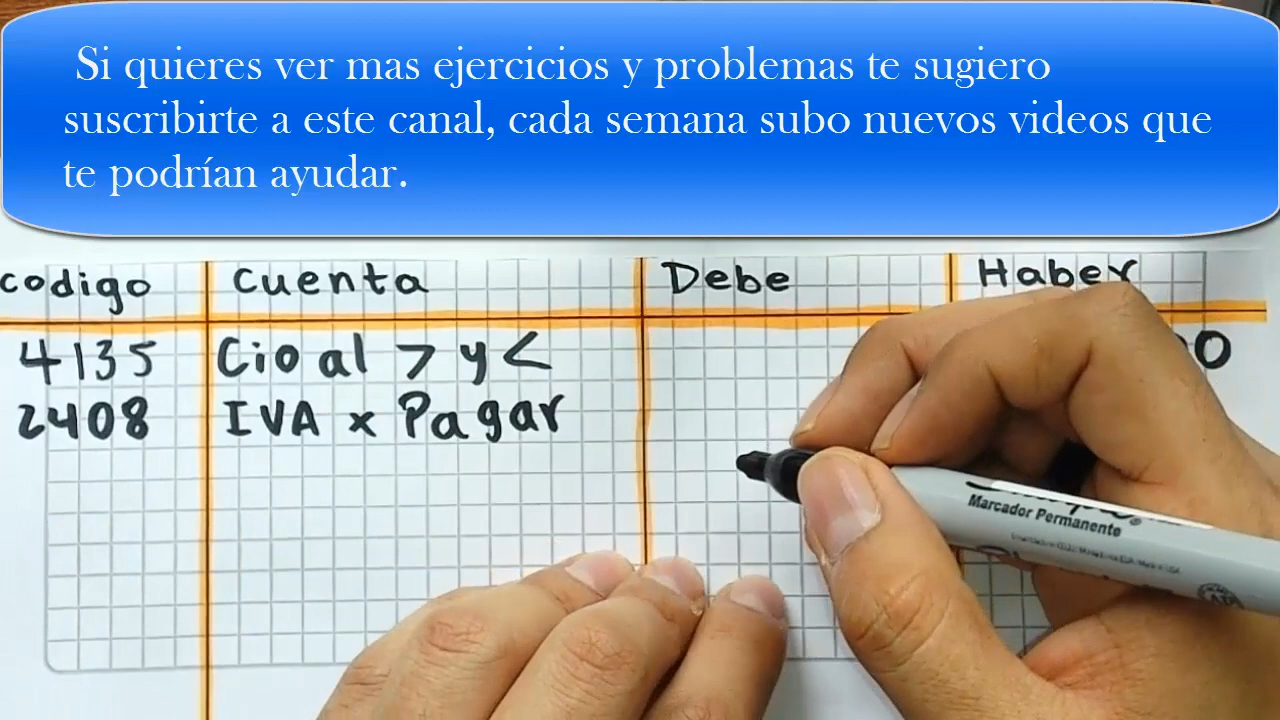 Si quieres ver mas ejercicios y problemas te sugiero
suscribirte a este canal, cada semana subo nuevos videos que
te podrían ayudar.
codigo Cuenta Debe Haber
4135 Cio al > y <
2408 IVA x Pagar
Marcador Permanente